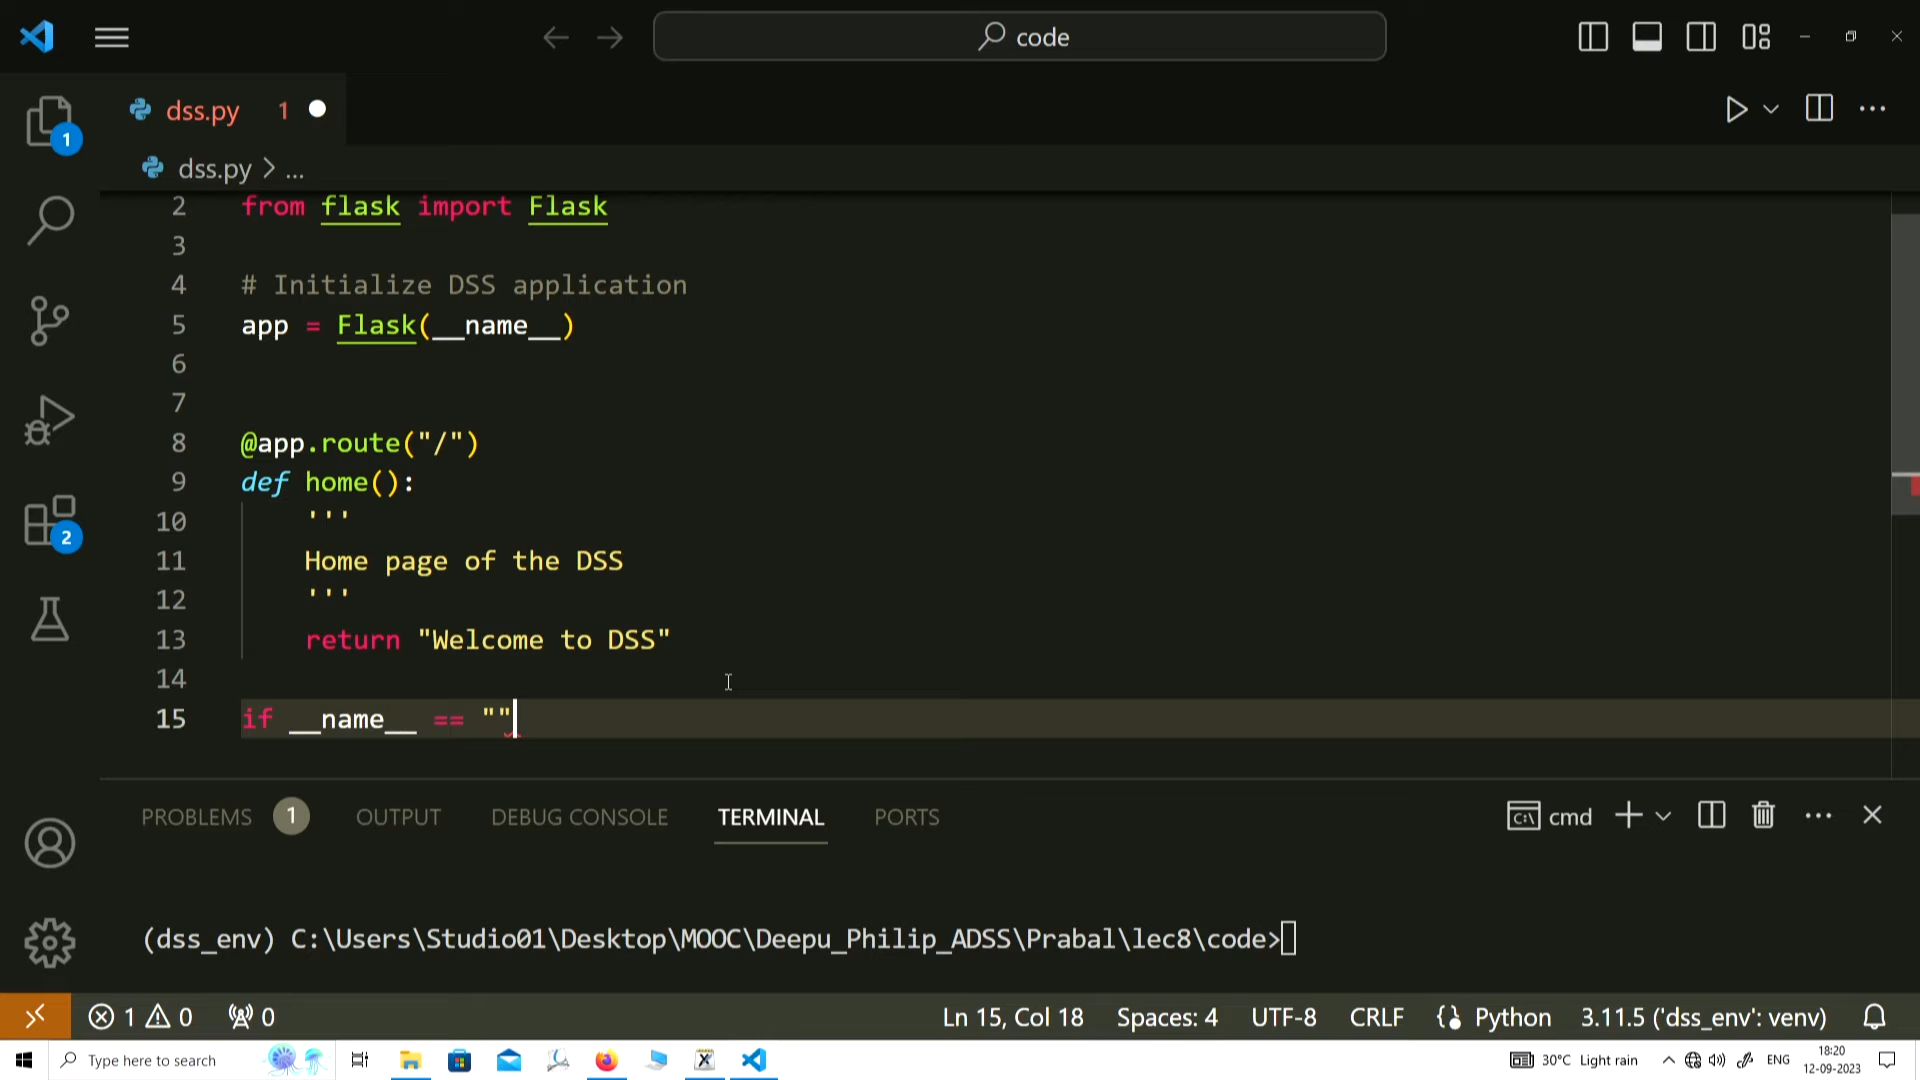 code
1
dss.py 1
dss.py > ...
2 from flask import Flask
3
4 # Initialize DSS application
5 app = Flask(__name__)
6
7
8 @app.route("/")
9 def home():
10 '''
11 Home page of the DSS
12 '''
13 return "Welcome to DSS"
14
15 if __name__ == ""
2
PROBLEMS 1 OUTPUT DEBUG CONSOLE TERMINAL PORTS cmd
(dss_env) C:\Users\Studio01\Desktop\MOOC\Deepu_Philip_ADSS\Prabal\lec8\code>
1 0 0 Ln 15, Col 18 Spaces: 4 UTF-8 CRLF Python 3.11.5 ('dss_env': venv)
Type here to search 30°C Light rain ENG 18:20
12-09-2023